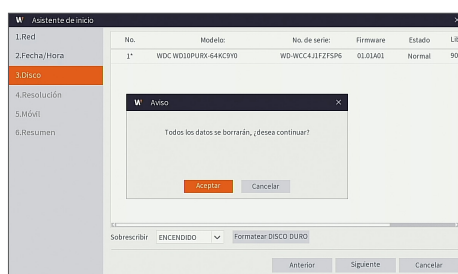 W Asistente de inicio
1.Red
2.Fecha/Hora
3.Disco
4.Resolución
5.Móvil
6.Resumen
No. Modelo: No. de serie: Firmware Estado Lil
1* WDC WD10PURX-64KC9Y0 WD-WCC4J1FZFSP6 01.01A01 Normal 90
W Aviso ×
Todos los datos se borrarán, ¿desea continuar?
Aceptar Cancelar
Sobrescribir ENCENDIDO Formatear DISCO DURO
Anterior Siguiente Cancelar